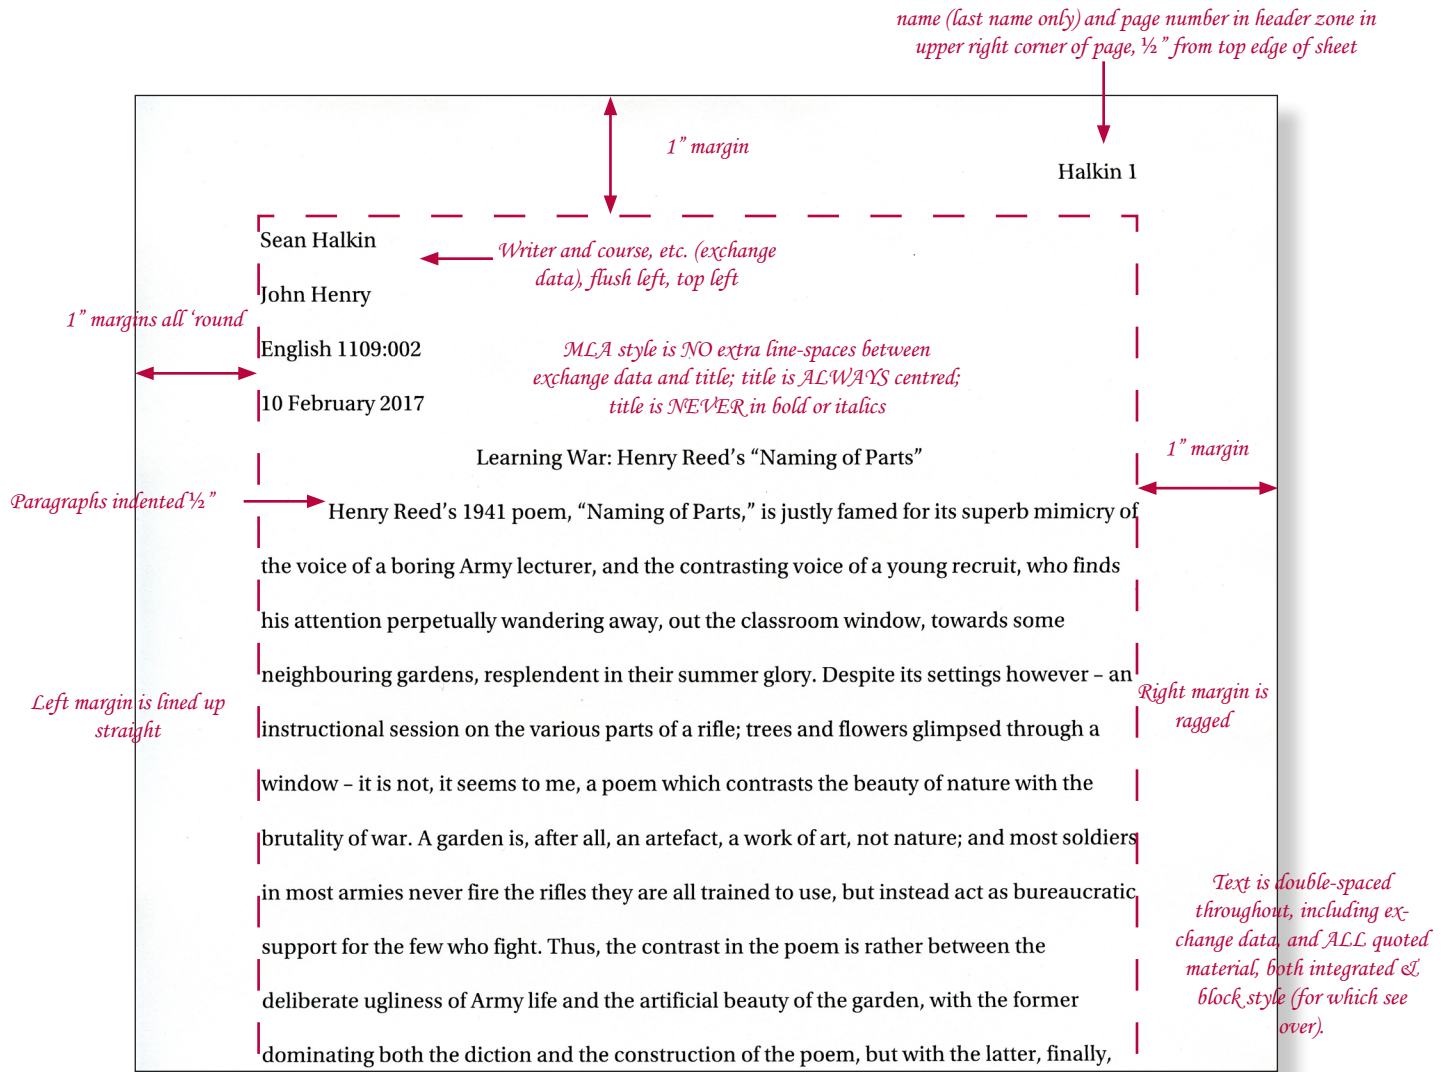 name (last name only) and page number in header zone in
upper right corner of page, ½” from top edge of sheet
1” margin
Halkin 1
Sean Halkin
Writer and course, etc. (exchange
data), flush left, top left
John Henry
1” margins all ‘round
English 1109:002
MLA style is NO extra line-spaces between
exchange data and title; title is ALWAYS centred;
title is NEVER in bold or italics
10 February 2017
Learning War: Henry Reed’s “Naming of Parts”
1” margin
Paragraphs indented ½”
Henry Reed’s 1941 poem, “Naming of Parts,” is justly famed for its superb mimicry of
the voice of a boring Army lecturer, and the contrasting voice of a young recruit, who finds
his attention perpetually wandering away, out the classroom window, towards some
neighbouring gardens, resplendent in their summer glory. Despite its settings however – an
Left margin is lined up
straight
Right margin is
ragged
instructional session on the various parts of a rifle; trees and flowers glimpsed through a
window – it is not, it seems to me, a poem which contrasts the beauty of nature with the
brutality of war. A garden is, after all, an artefact, a work of art, not nature; and most soldiers
in most armies never fire the rifles they are all trained to use, but instead act as bureaucratic
support for the few who fight. Thus, the contrast in the poem is rather between the
deliberate ugliness of Army life and the artificial beauty of the garden, with the former
dominating both the diction and the construction of the poem, but with the latter, finally,
Text is double-spaced
throughout, including ex-
change data, and ALL quoted
material, both integrated &
block style (for which see
over).